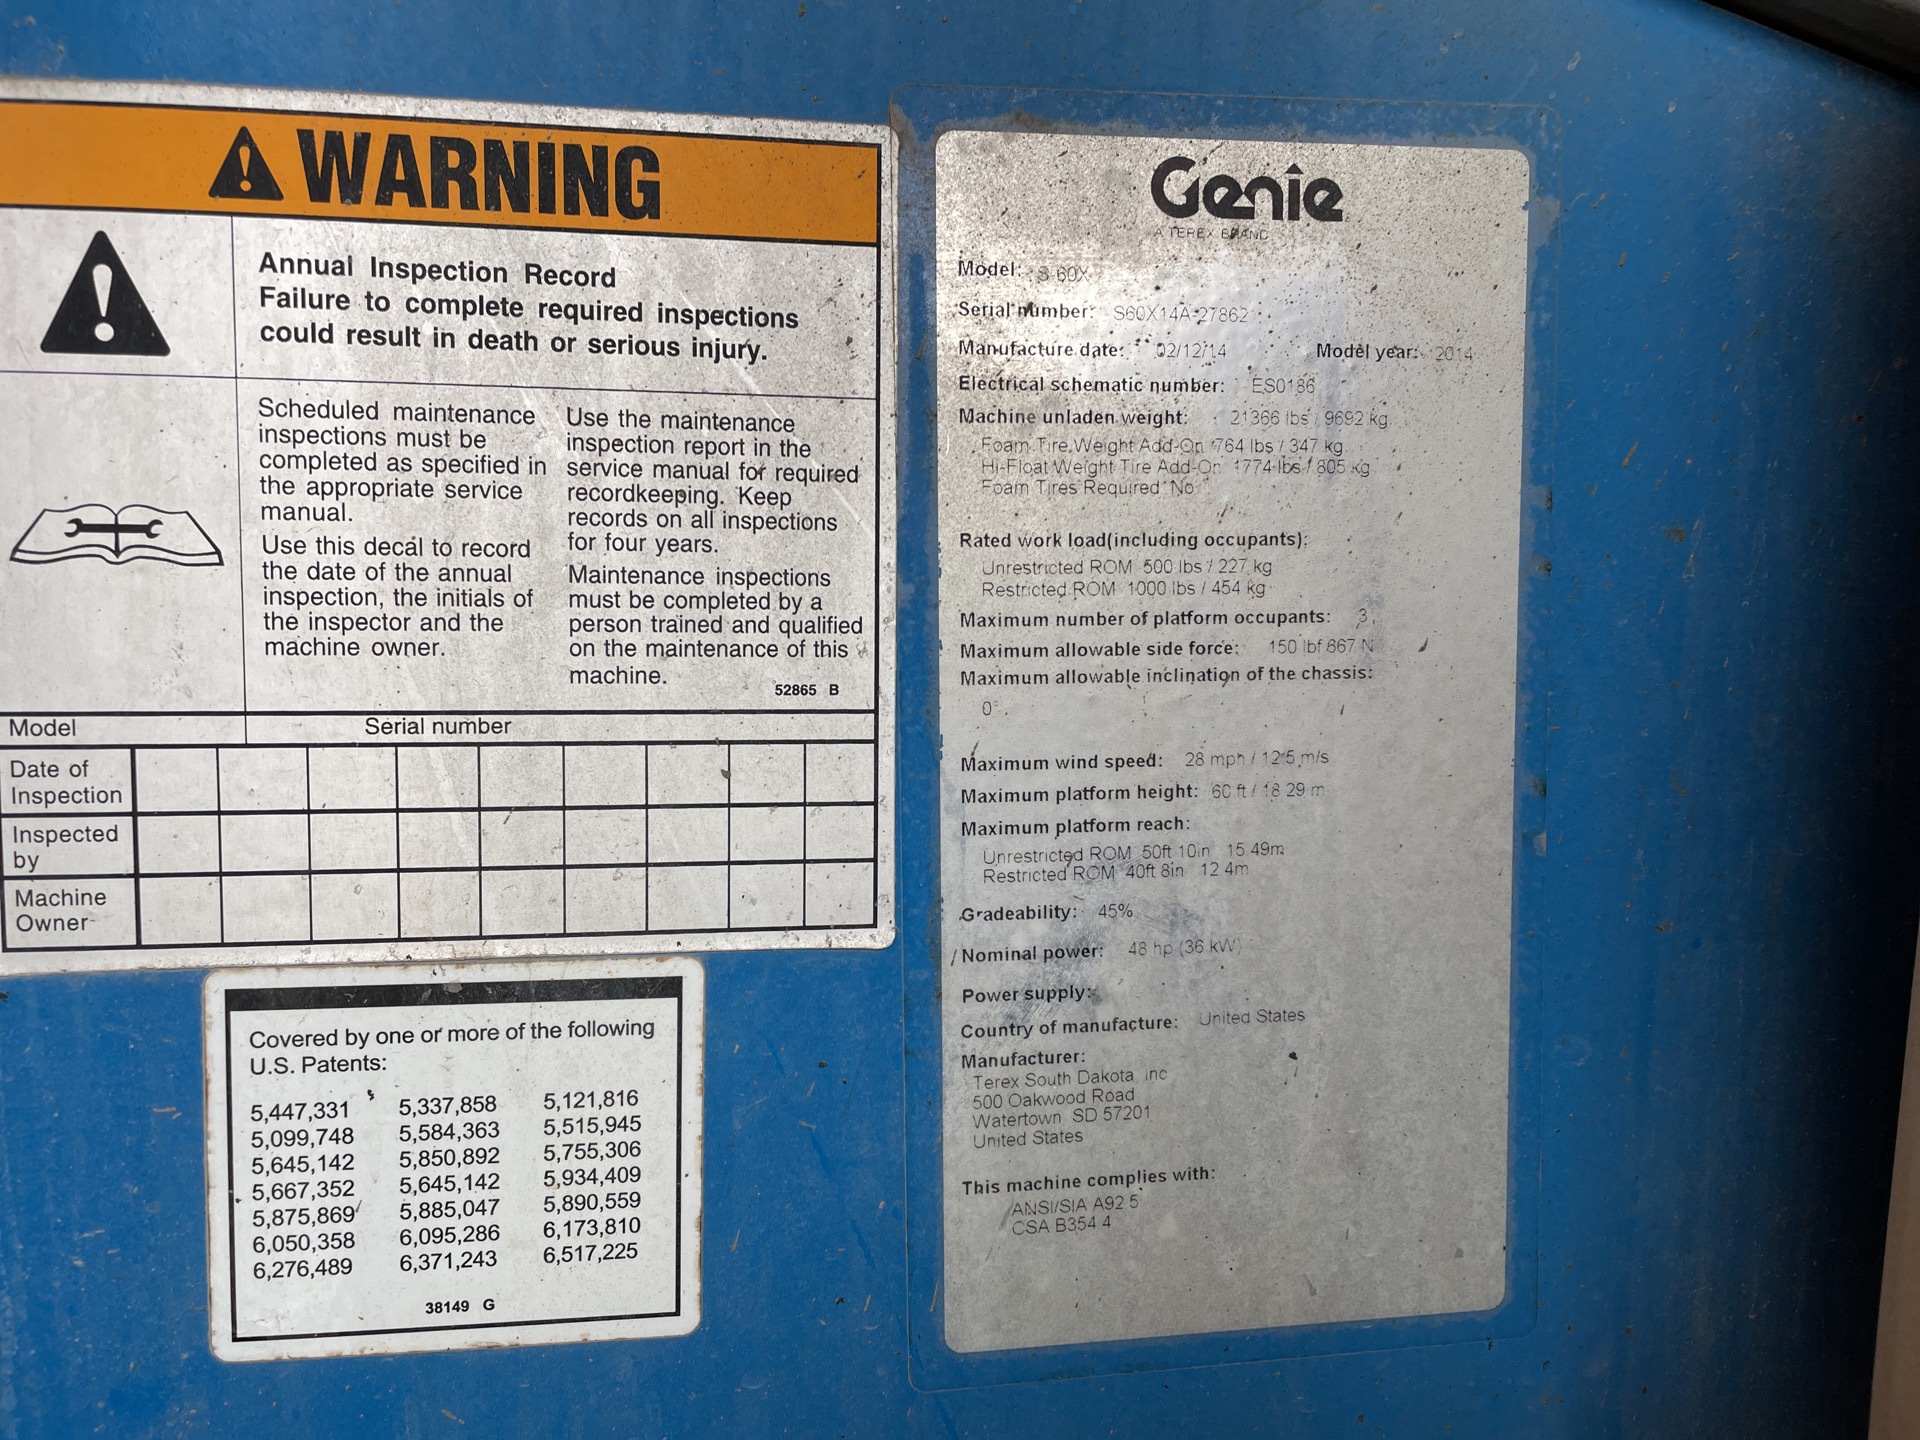 WARNING
Annual Inspection Record
Failure to complete required inspections
could result in death or serious injury.
Scheduled maintenance
inspections must be
completed as specified in
the appropriate service
manual.
Use this decal to record
the date of the annual
inspection, the initials of
the inspector and the
machine owner.
Use the maintenance
inspection report in the
service manual for required
recordkeeping. Keep
records on all inspections
for four years.
Maintenance inspections
must be completed by a
person trained and qualified
on the maintenance of this
machine.
52865 B
Model Serial number
Date of
Inspection
Inspected
by
Machine
Owner
Covered by one or more of the following
U.S. Patents:
5,447,331 5,337,858 5,121,816
5,099,748 5,584,363 5,515,945
5,645,142 5,850,892 5,755,306
5,667,352 5,645,142 5,934,409
5,875,869 5,885,047 5,890,559
6,050,358 6,095,286 6,173,810
6,276,489 6,371,243 6,517,225
38149 G
Genie
A TEREX BRAND
Model: S-60X
Serial number: S60X14A-27862
Manufacture date: 02/12/14 Model year: 2014
Electrical schematic number: ES0186
Machine unladen weight: 21366 lbs / 9692 kg
Foam Tire Weight Add-On 764 lbs / 347 kg
Hi-Float Weight Tire Add-On 1774 lbs / 805 kg
Foam Tires Required No
Rated work load(including occupants):
Unrestricted ROM 500 lbs / 227 kg
Restricted ROM 1000 lbs / 454 kg
Maximum number of platform occupants: 3
Maximum allowable side force: 150 lbf 667 N
Maximum allowable inclination of the chassis:
0°
Maximum wind speed: 28 mph / 12.5 m/s
Maximum platform height: 60 ft / 18.29 m
Maximum platform reach:
Unrestricted ROM 50ft 10in 15.49m
Restricted ROM 40ft 8in 12.4m
Gradeability: 45%
Nominal power: 48 hp (36 kW)
Power supply:
Country of manufacture: United States
Manufacturer:
Terex South Dakota, Inc
500 Oakwood Road
Watertown SD 57201
United States
This machine complies with:
ANSI/SIA A92.5
CSA B354.4